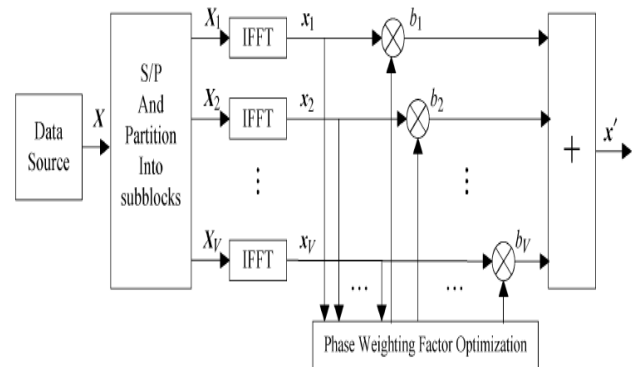 Data
Source
X
S/P
And
Partition
Into
subblocks
X1
IFFT
x1
b1
X2
IFFT
x2
b2
XV
IFFT
xV
bV
...
...
+
x′
Phase Weighting Factor Optimization